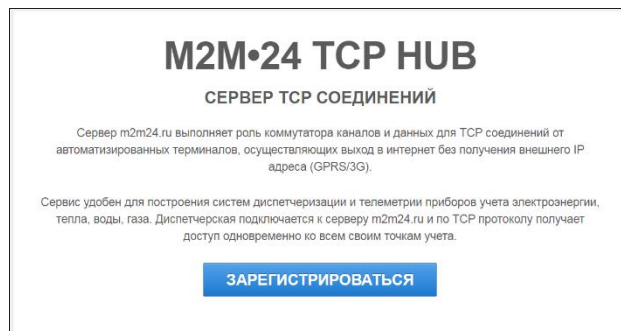 M2M•24 TCP HUB
СЕРВЕР TCP СОЕДИНЕНИЙ
Сервер m2m24.ru выполняет роль коммутатора каналов и данных для TCP соединений от
автоматизированных терминалов, осуществляющих выход в интернет без получения внешнего IP
адреса (GPRS/3G).
Сервис удобен для построения систем диспетчеризации и телеметрии приборов учета электроэнергии,
тепла, воды, газа. Диспетчерская подключается к серверу m2m24.ru и по TCP протоколу получает
доступ одновременно ко всем своим точкам учета.
ЗАРЕГИСТРИРОВАТЬСЯ